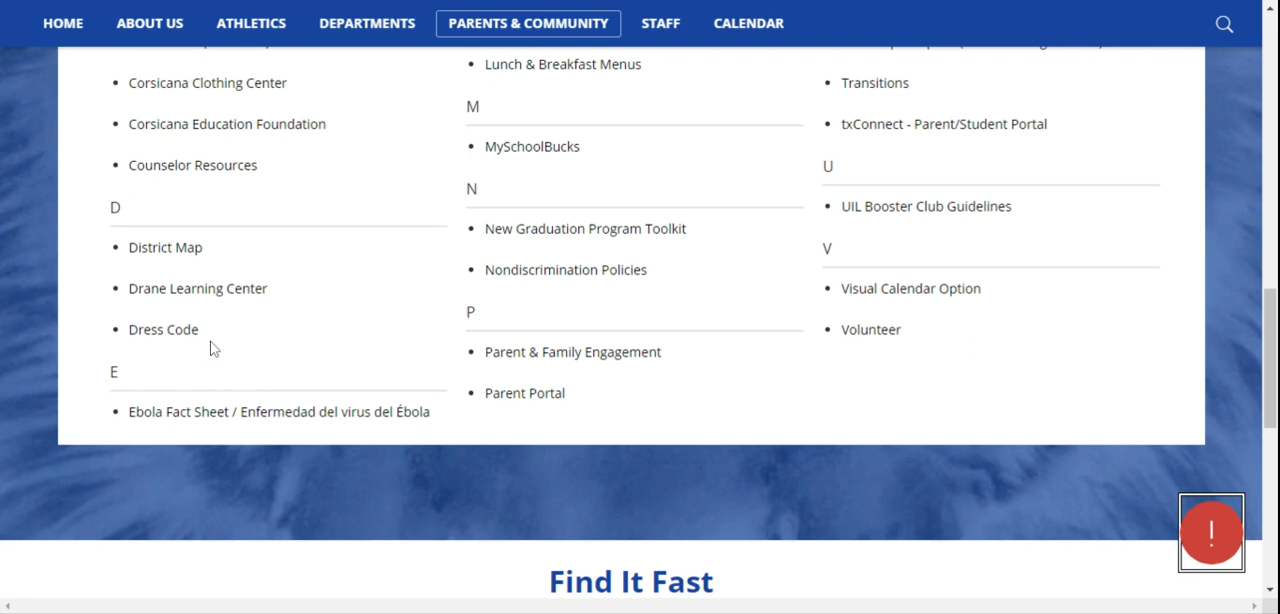 HOME ABOUT US ATHLETICS DEPARTMENTS PARENTS & COMMUNITY STAFF CALENDAR
Corsicana Clothing Center
Corsicana Education Foundation
Counselor Resources
D
District Map
Drane Learning Center
Dress Code
E
Ebola Fact Sheet / Enfermedad del virus del Ébola
Lunch & Breakfast Menus
M
MySchoolBucks
N
New Graduation Program Toolkit
Nondiscrimination Policies
P
Parent & Family Engagement
Parent Portal
Transitions
txConnect - Parent/Student Portal
U
UIL Booster Club Guidelines
V
Visual Calendar Option
Volunteer
!
Find It Fast